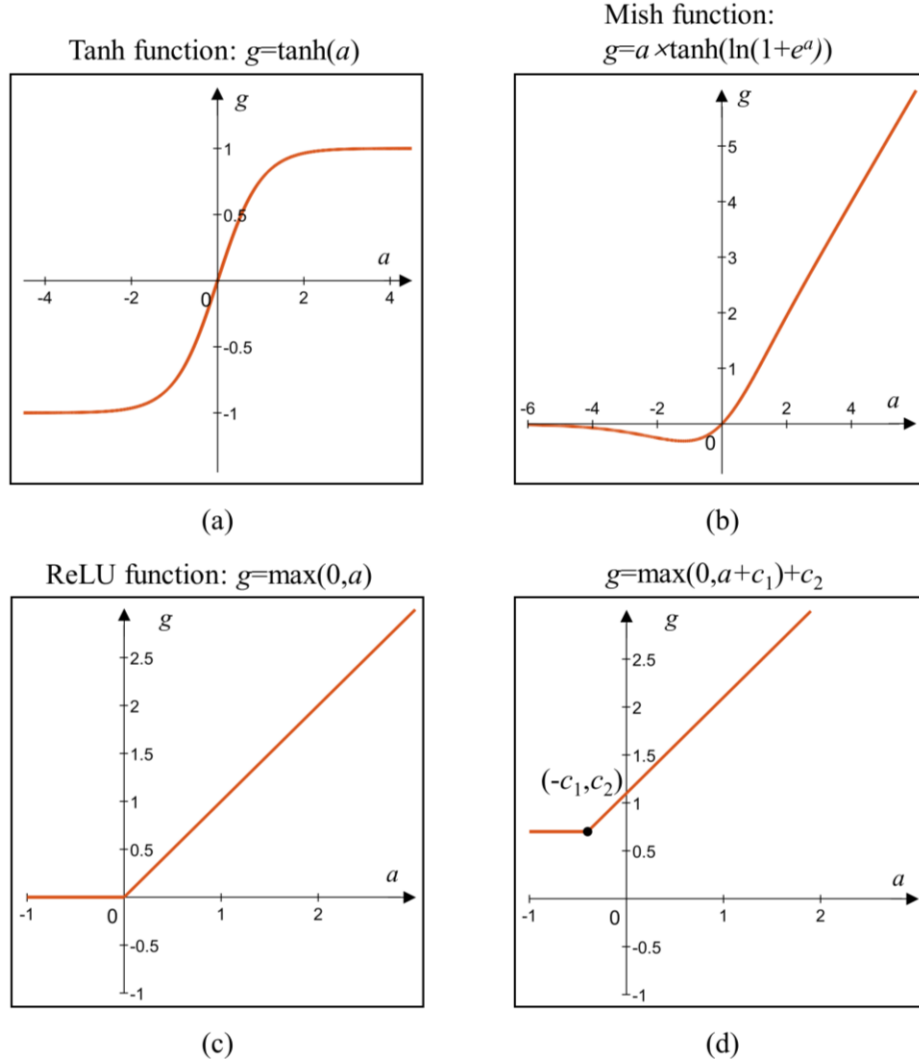 Tanh function: g=tanh(a)
g
1
0.5
a
-4
-2
0
2
4
-0.5
-1
(a)
Mish function:
g=a×tanh(ln(1+eᵃ))
g
5
4
3
2
1
-6
-4
-2
2
4
a
0
(b)
ReLU function: g=max(0,a)
g
2.5
2
1.5
1
0.5
a
-1
0
1
2
-0.5
-1
(c)
g=max(0,a+c₁)+c₂
g
2.5
2
1.5
(-c₁,c₂)
1
0.5
a
-1
0
1
2
-0.5
-1
(d)